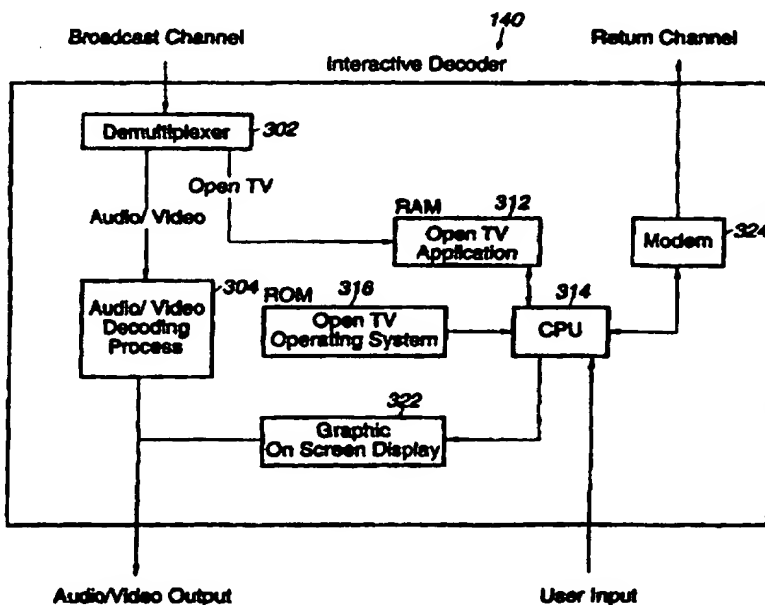 140
Broadcast Channel
Return Channel
Interactive Decoder
Demultiplexer
302
Open TV
Audio/ Video
RAM
312
Open TV
Application
Modem
324
304
Audio/ Video
Decoding
Process
ROM
316
Open TV
Operating System
314
CPU
322
Graphic
On Screen Display
Audio/Video Output
User Input